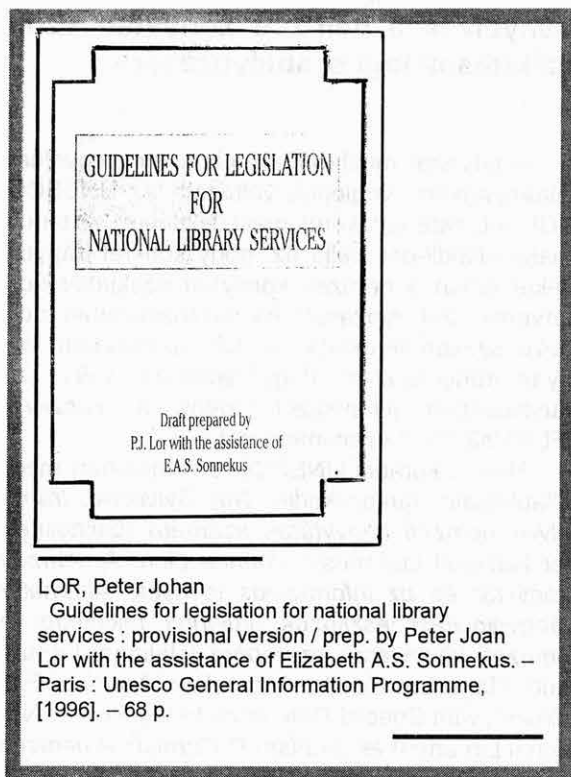 GUIDELINES FOR LEGISLATION
FOR
NATIONAL LIBRARY SERVICES
Draft prepared by
P.J. Lor with the assistance of
E.A.S. Sonnekus
LOR, Peter Johan
Guidelines for legislation for national library
services : provisional version / prep. by Peter Joan
Lor with the assistance of Elizabeth A.S. Sonnekus. –
Paris : Unesco General Information Programme,
[1996]. – 68 p.